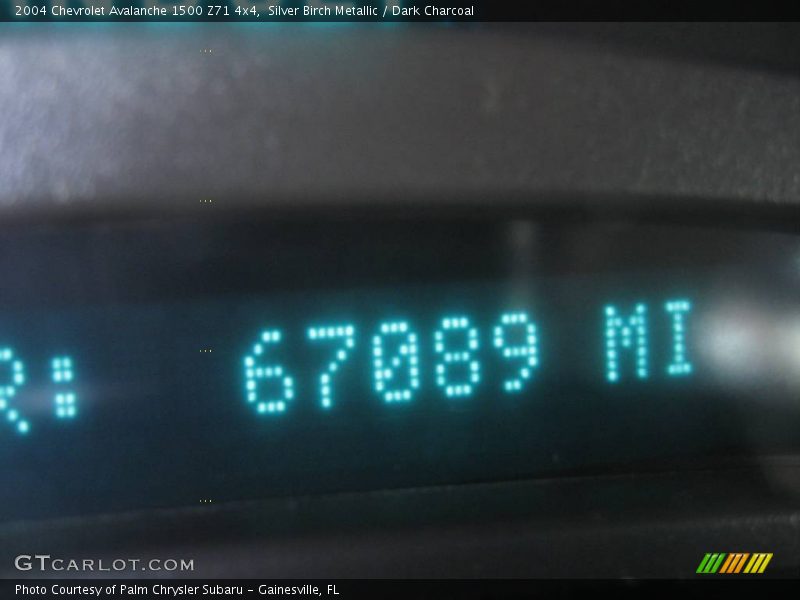 2004 Chevrolet Avalanche 1500 Z71 4x4,  Silver Birch Metallic / Dark Charcoal
R: 67089 MI
GTCARLOT.COM
Photo Courtesy of Palm Chrysler Subaru - Gainesville, FL